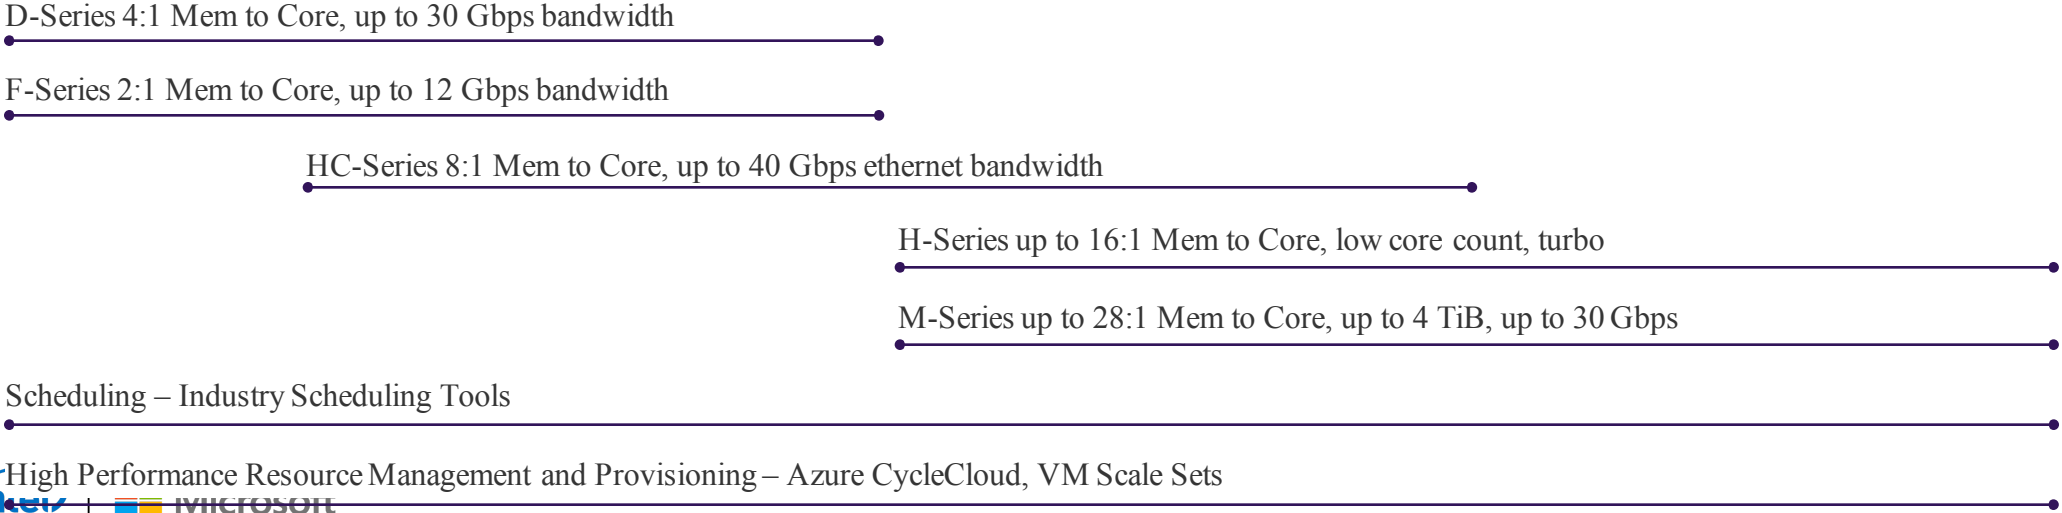 D-Series 4:1 Mem to Core, up to 30 Gbps bandwidth
F-Series 2:1 Mem to Core, up to 12 Gbps bandwidth
HC-Series 8:1 Mem to Core, up to 40 Gbps ethernet bandwidth
H-Series up to 16:1 Mem to Core, low core count, turbo
M-Series up to 28:1 Mem to Core, up to 4 TiB, up to 30 Gbps
Scheduling – Industry Scheduling Tools
High Performance Resource Management and Provisioning – Azure CycleCloud, VM Scale Sets
Microsoft